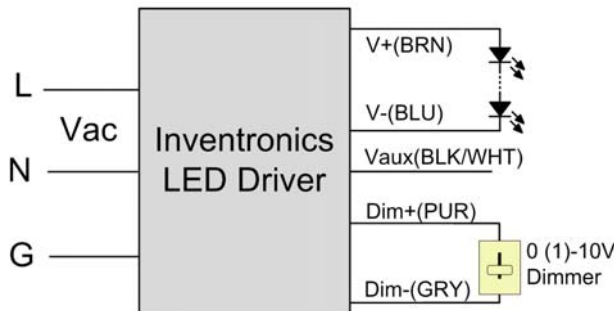 L
Vac
N
G
Inventronics
LED Driver
V+(BRN)
V-(BLU)
Vaux(BLK/WHT)
Dim+(PUR)
Dim-(GRY)
0 (1)-10V
Dimmer